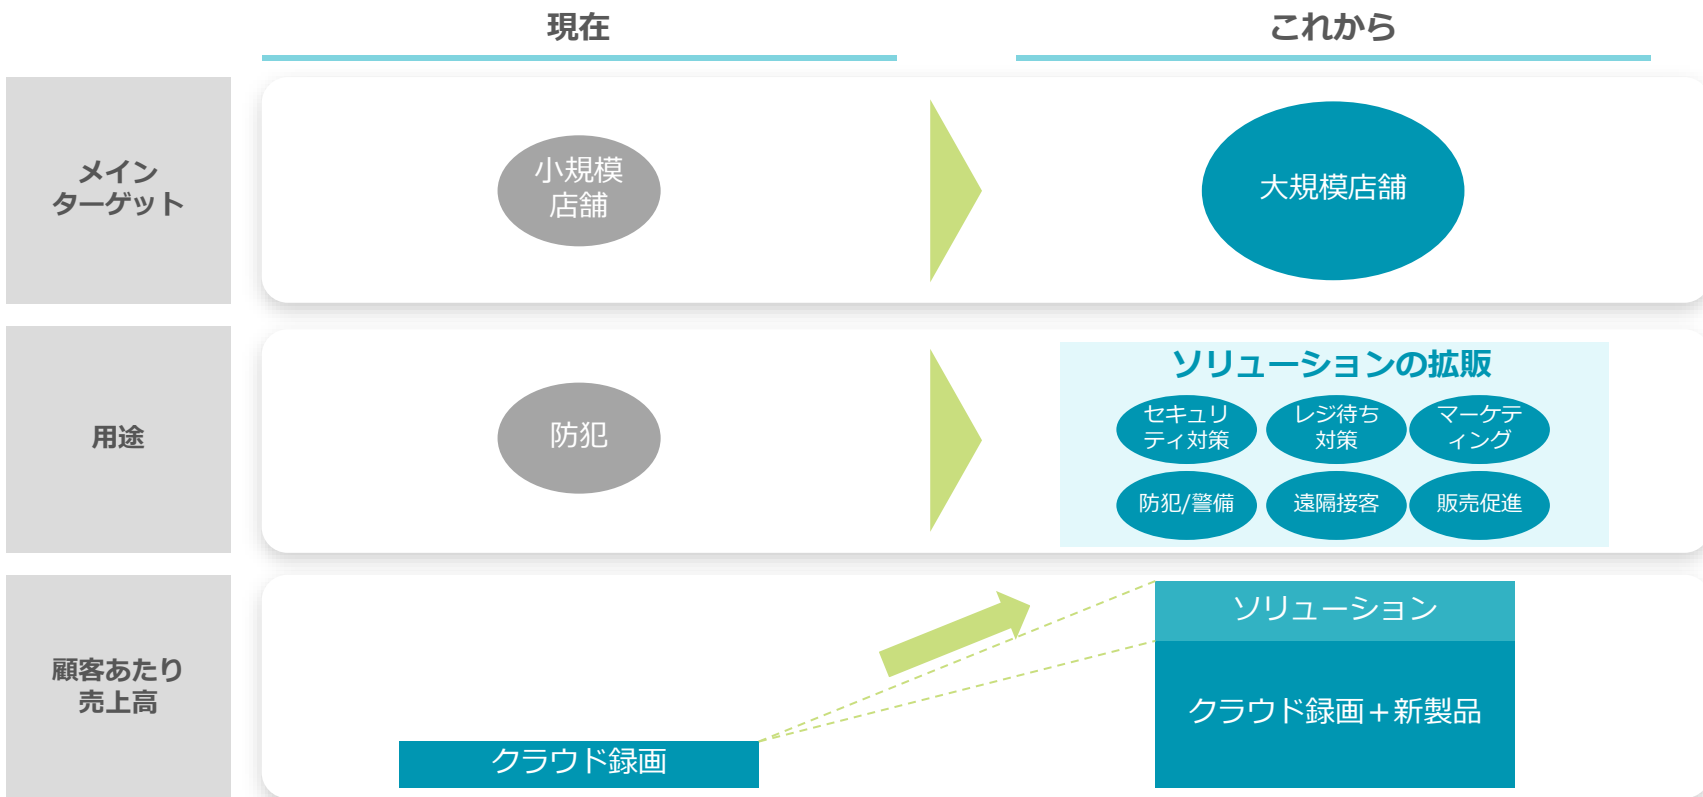 現在
これから
メイン
ターゲット
小規模
店舗
大規模店舗
用途
防犯
ソリューションの拡販
セキュリ
ティ対策
レジ待ち
対策
マーケテ
ィング
防犯/警備
遠隔接客
販売促進
顧客あたり
売上高
クラウド録画
ソリューション
クラウド録画＋新製品